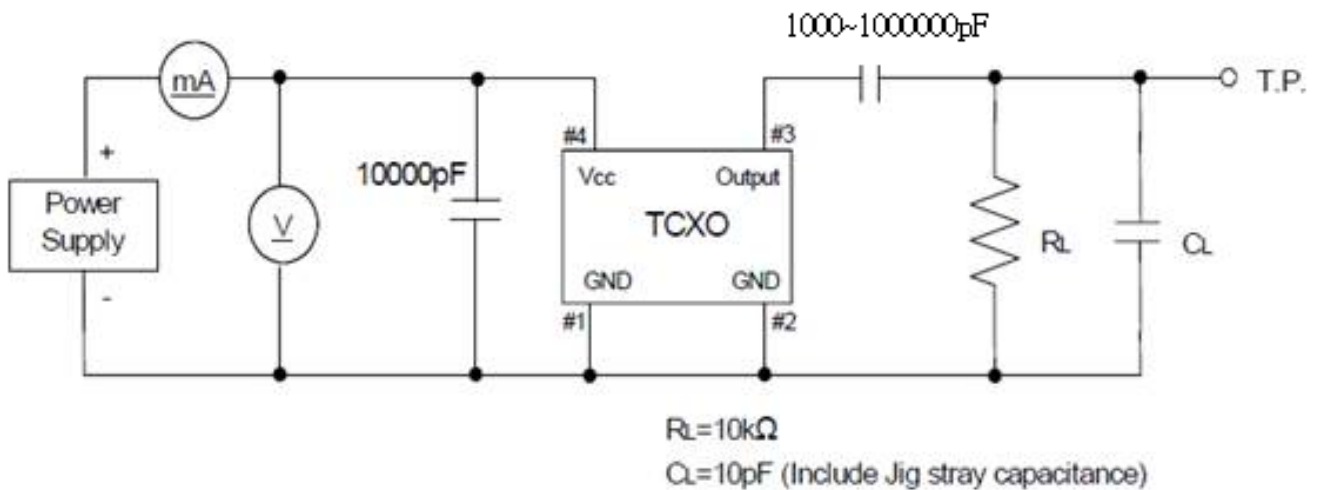 1000~1000000pF
mA
T.P.
#4
#3
+
10000pF
Vcc
Output
Power
Supply
V
TCXO
RL
CL
GND
GND
-
#1
#2
RL=10kΩ
CL=10pF (Include Jig stray capacitance)